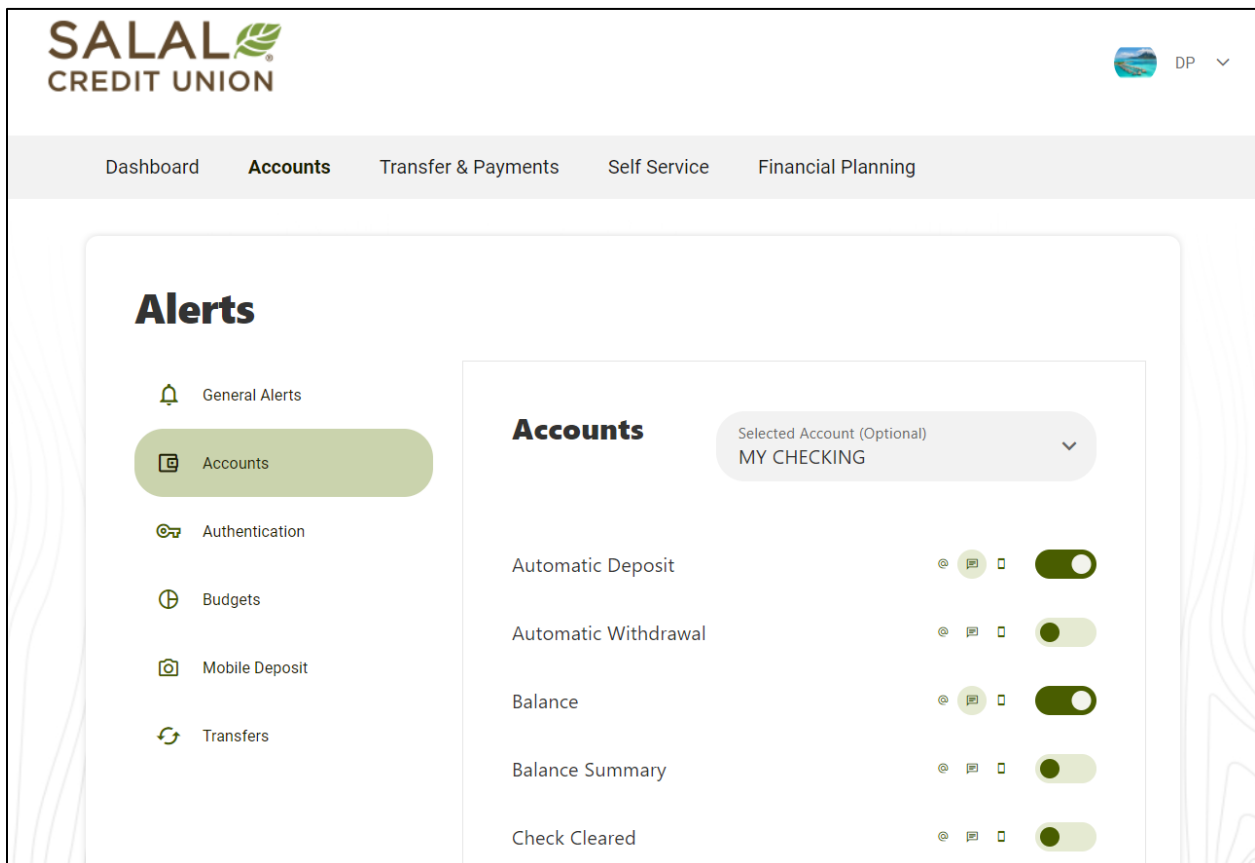 SALAL
CREDIT UNION
DP
Dashboard Accounts Transfer & Payments Self Service Financial Planning
Alerts
General Alerts
Accounts
Authentication
Budgets
Mobile Deposit
Transfers
Accounts
Selected Account (Optional)
MY CHECKING
Automatic Deposit
Automatic Withdrawal
Balance
Balance Summary
Check Cleared